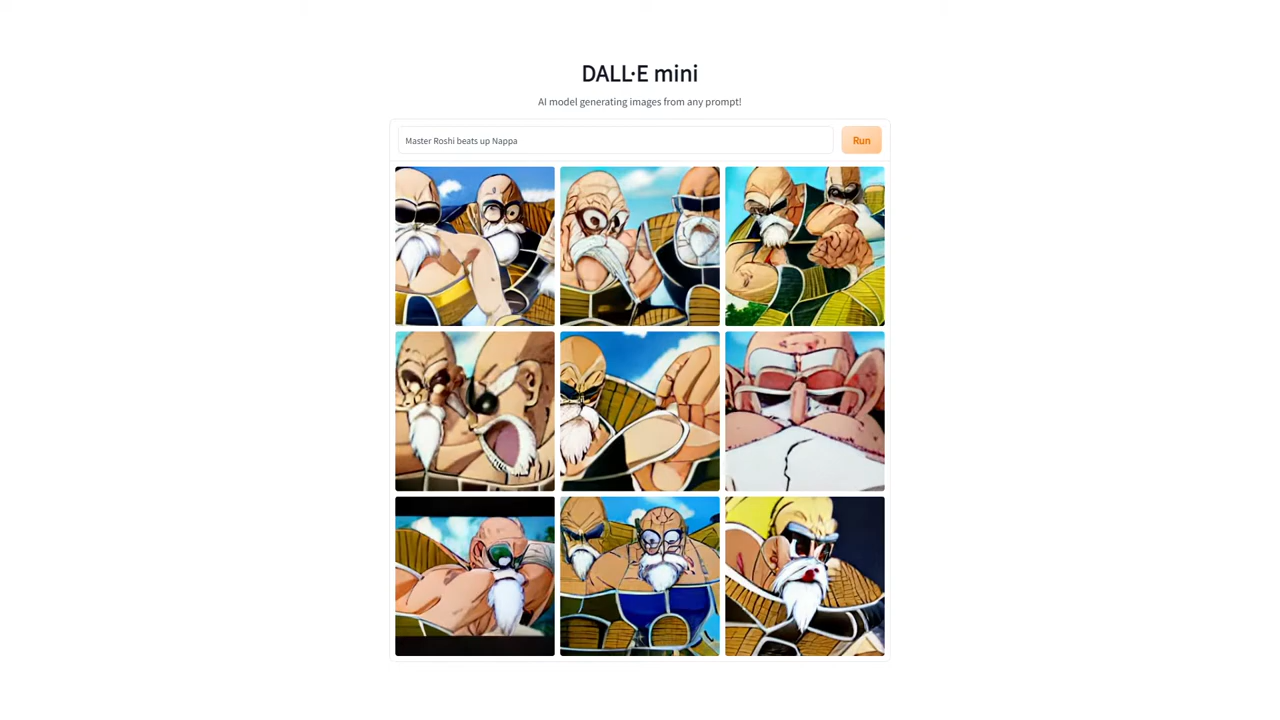 DALL·E mini
AI model generating images from any prompt!
Master Roshi beats up Nappa
Run